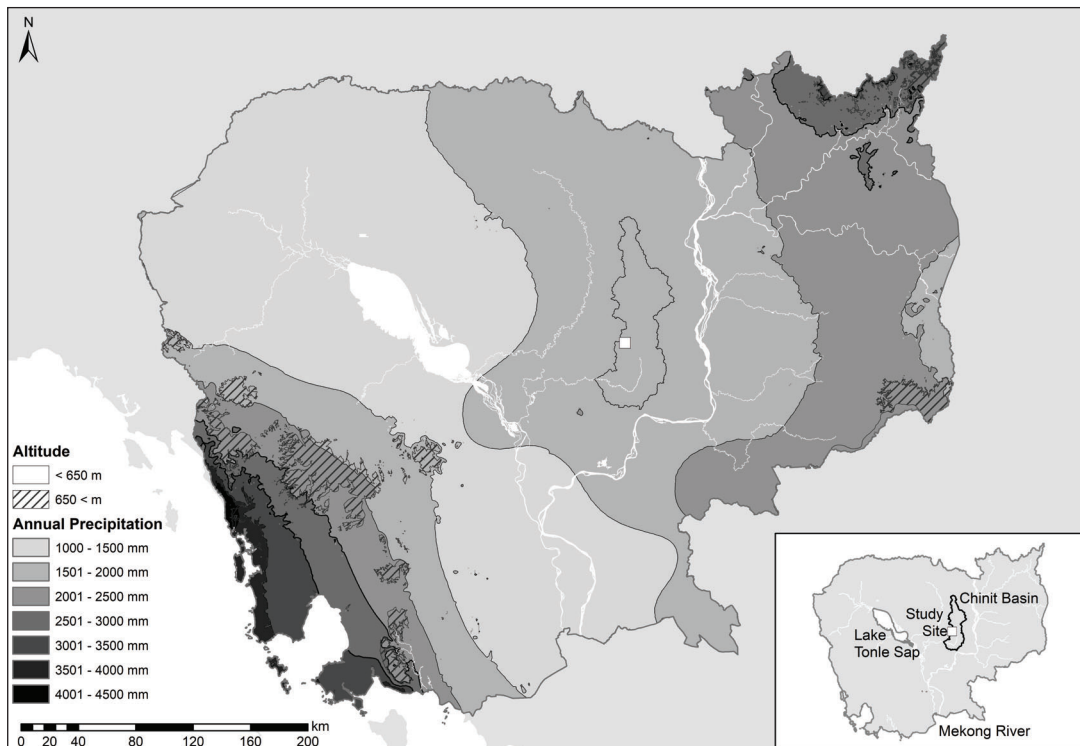 N
Altitude
< 650 m
650 < m
Annual Precipitation
1000 - 1500 mm
1501 - 2000 mm
2001 - 2500 mm
2501 - 3000 mm
3001 - 3500 mm
3501 - 4000 mm
4001 - 4500 mm
km
0 20 40 80 120 160 200
Chinit Basin
Study
Site
Lake
Tonle Sap
Mekong River